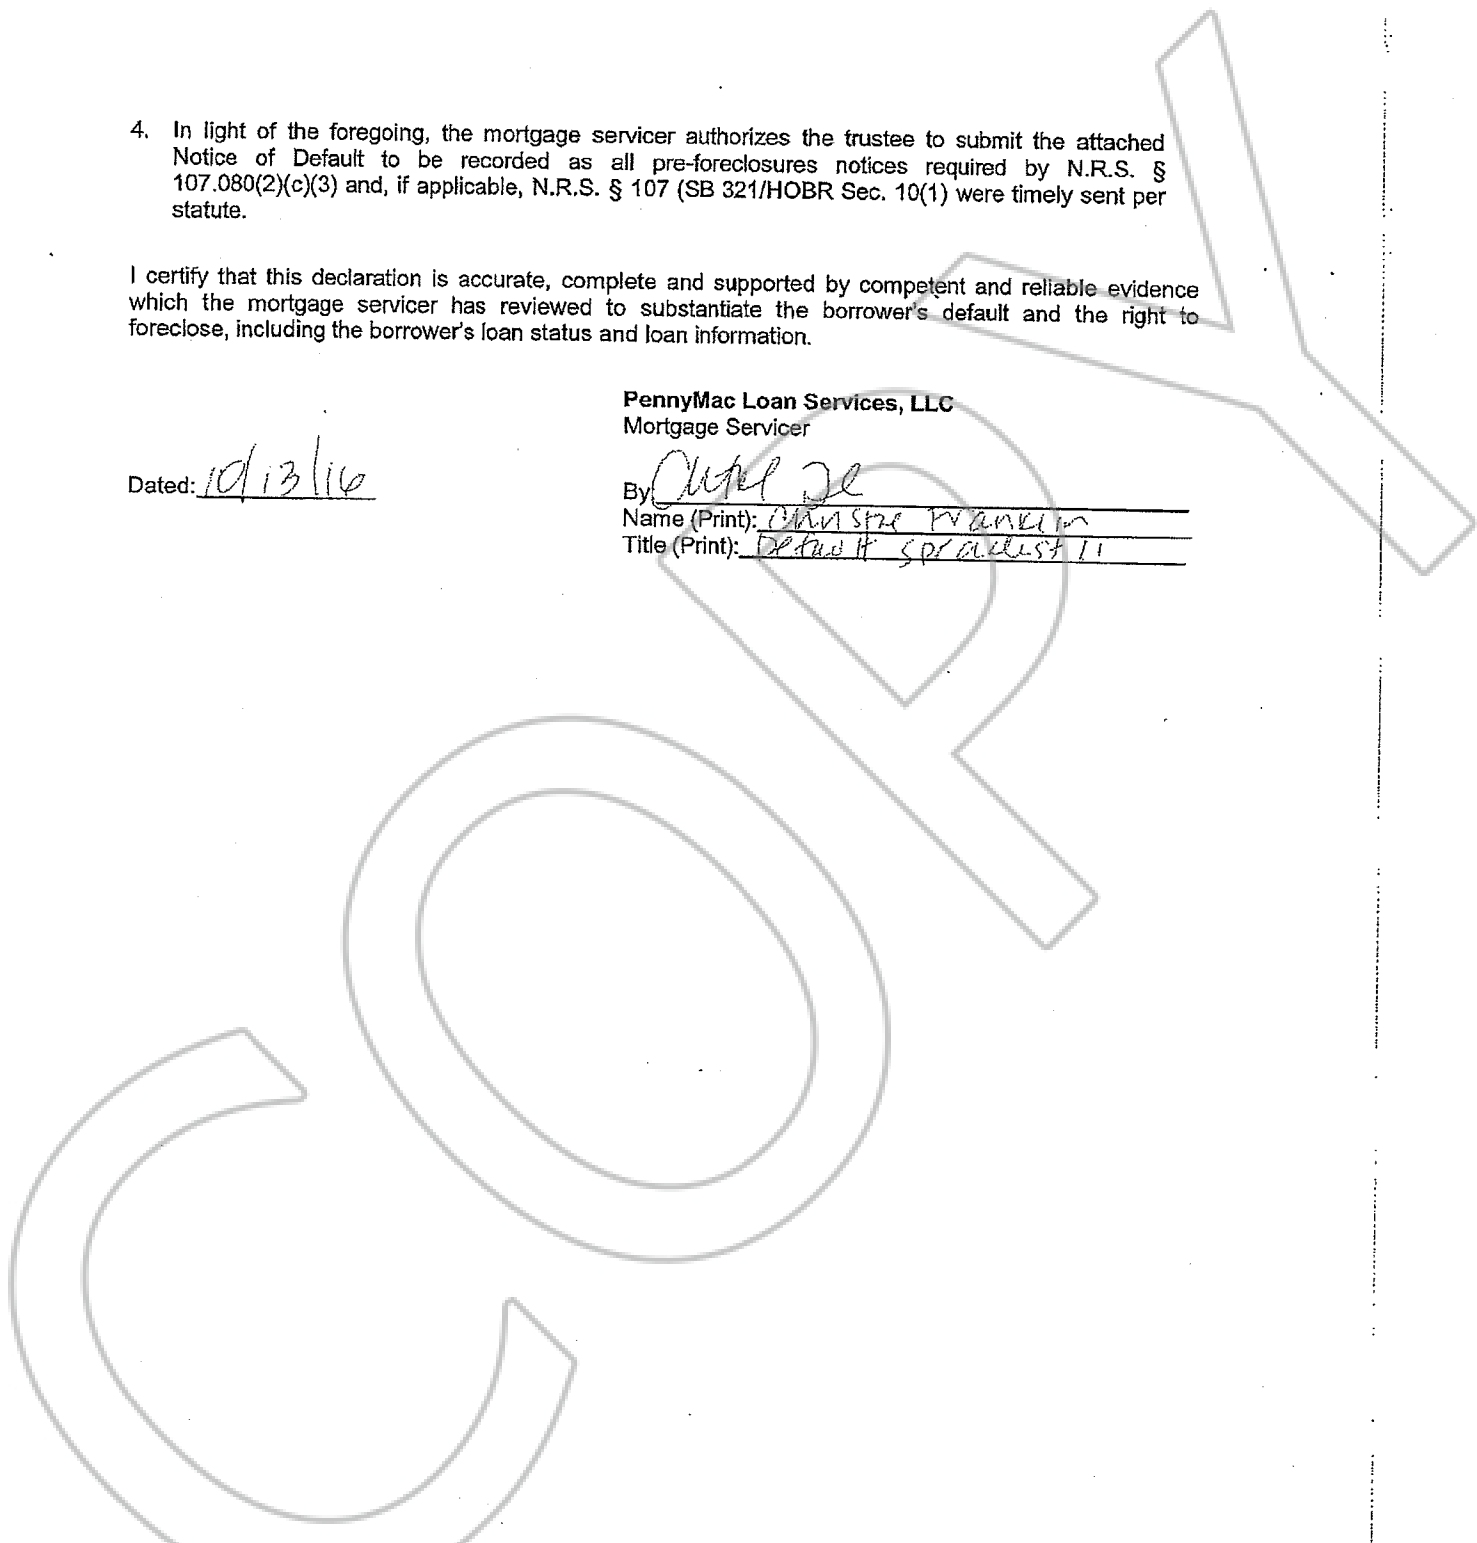 4. In light of the foregoing, the mortgage servicer authorizes the trustee to submit the attached
Notice of Default to be recorded as all pre-foreclosures notices required by N.R.S. §
107.080(2)(c)(3) and, if applicable, N.R.S. § 107 (SB 321/HOBR Sec. 10(1) were timely sent per
statute.
I certify that this declaration is accurate, complete and supported by competent and reliable evidence
which the mortgage servicer has reviewed to substantiate the borrower's default and the right to
foreclose, including the borrower's loan status and loan information.
PennyMac Loan Services, LLC
Mortgage Servicer
Dated: 10/13/16
By
Name (Print): Christie Franklin
Title (Print): Default Specialist II
COPY